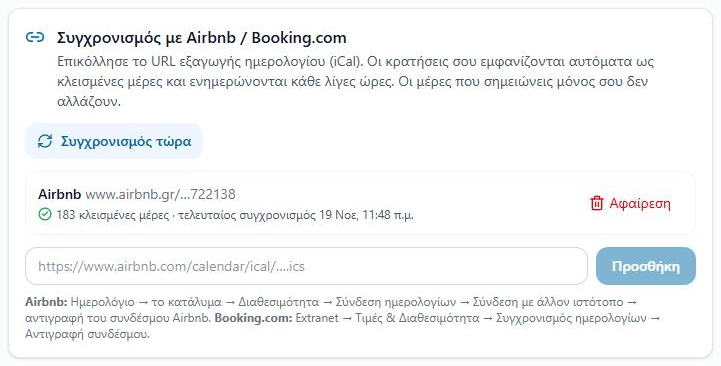 Συγχρονισμός με Airbnb / Booking.com
Επικόλλησε το URL εξαγωγής ημερολογίου (iCal). Οι κρατήσεις σου εμφανίζονται αυτόματα ως
κλεισμένες μέρες και ενημερώνονται κάθε λίγες ώρες. Οι μέρες που σημειώνεις μόνος σου δεν
αλλάζουν.
Συγχρονισμός τώρα
Airbnb www.airbnb.gr/...722138
183 κλεισμένες μέρες · τελευταίος συγχρονισμός 19 Νοε, 11:48 π.μ.
Αφαίρεση
https://www.airbnb.com/calendar/ical/....ics
Προσθήκη
Airbnb: Ημερολόγιο → το κατάλυμα → Διαθεσιμότητα → Σύνδεση ημερολογίων → Σύνδεση με άλλον ιστότοπο →
αντιγραφή του συνδέσμου Airbnb. Booking.com: Extranet → Τιμές & Διαθεσιμότητα → Συγχρονισμός ημερολογίων →
Αντιγραφή συνδέσμου.